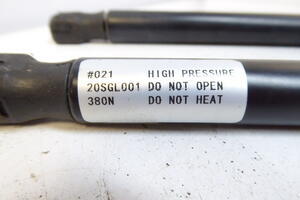 #021 HIGH PRESSURE
20SGL001 DO NOT OPEN
380N DO NOT HEAT